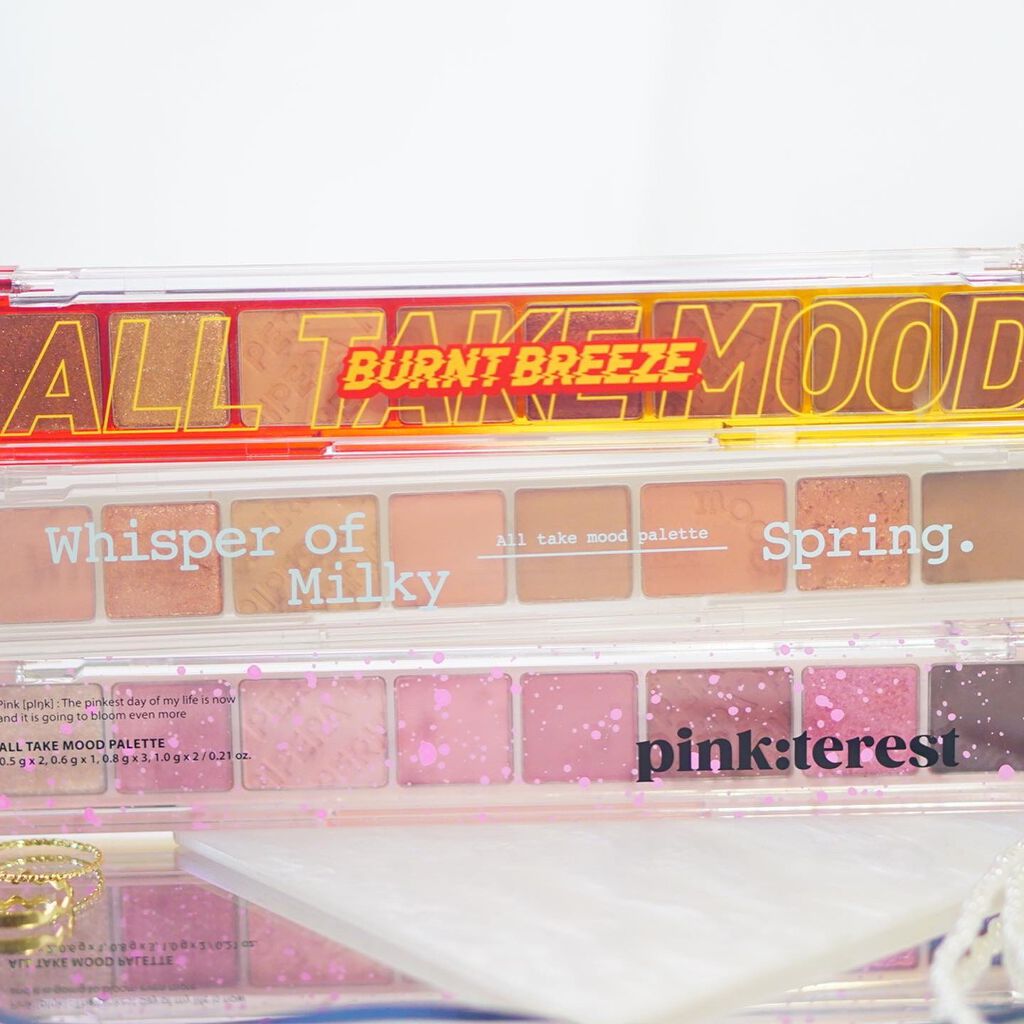 ALL TAKE MOOD
BURNT BREEZE
Whisper of
Milky
All take mood palette
Spring.
Pink [pIŋk] : The pinkest day of my life is now
and it is going to bloom even more
ALL TAKE MOOD PALETTE
0.5 g x 2, 0.6 g x 1, 0.8 g x 3, 1.0 g x 2 / 0.21 oz.
pink:terest